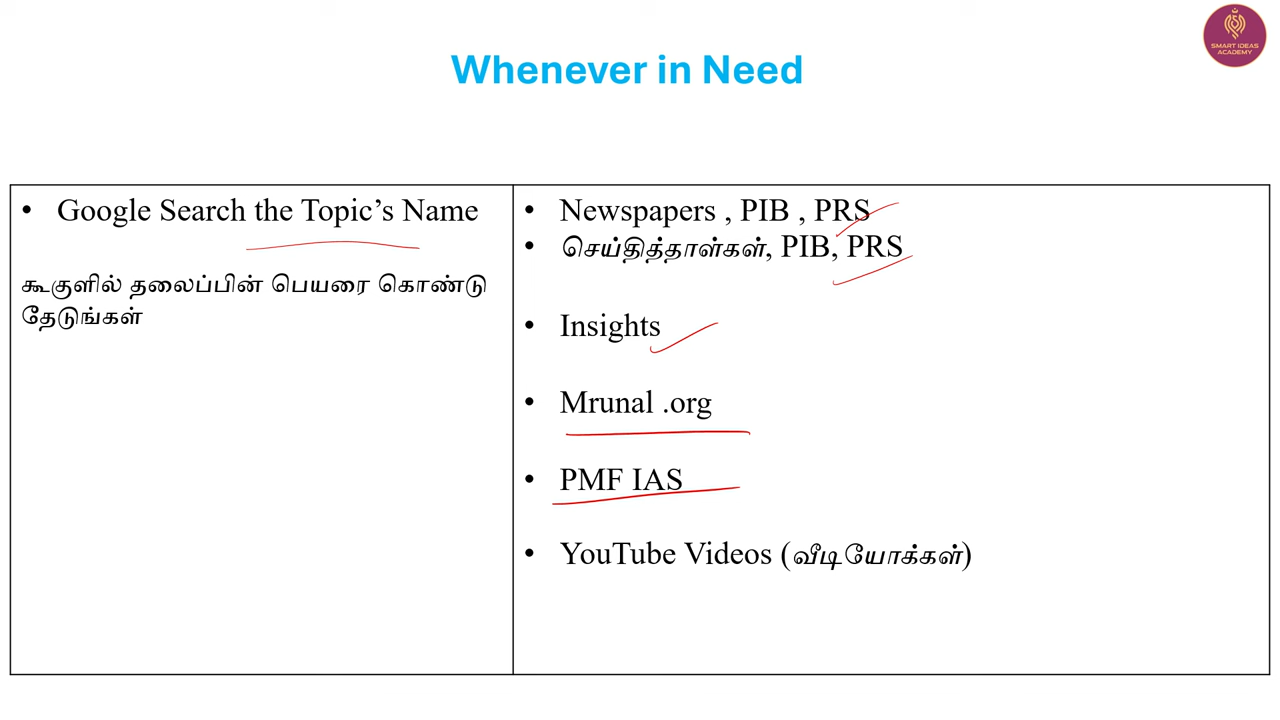 SMART IDEAS
ACADEMY
Whenever in Need
• Google Search the Topic’s Name
கூகுளில் தலைப்பின் பெயரை கொண்டு
தேடுங்கள்
• Newspapers , PIB , PRS
• செய்தித்தாள்கள், PIB, PRS
• Insights
• Mrunal .org
• PMF IAS
• YouTube Videos (வீடியோக்கள்)